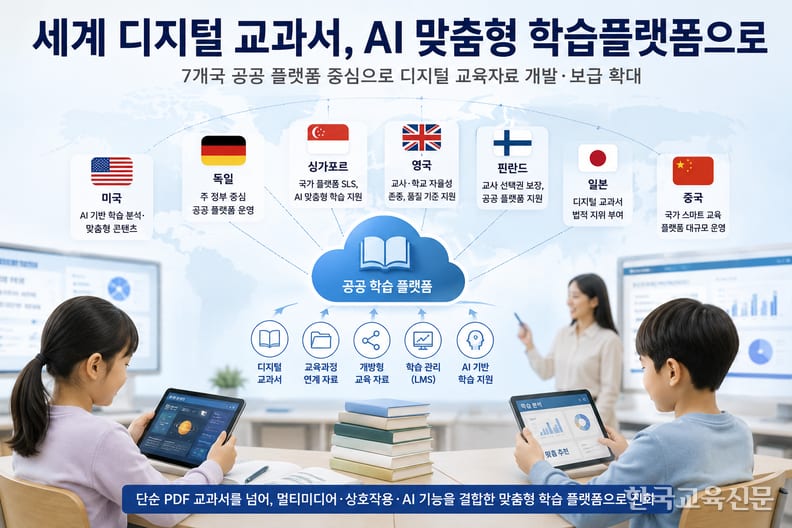 세계 디지털 교과서, AI 맞춤형 학습플랫폼으로
7개국 공공 플랫폼 중심으로 디지털 교육자료 개발·보급 확대
미국
AI 기반 학습 분석·
맞춤형 콘텐츠
독일
주 정부 중심
공공 플랫폼 운영
싱가포르
국가 플랫폼 SLS,
AI 맞춤형 학습 지원
영국
교사·학교 자율성
존중, 품질 기준 지원
핀란드
교사 선택권 보장,
공공 플랫폼 지원
일본
디지털 교과서
법적 지위 부여
중국
국가 스마트 교육
플랫폼 대규모 운영
공공 학습 플랫폼
디지털
교과서
교육과정
연계 자료
개방형
교육 자료
학습 관리
(LMS)
AI 기반
학습 지원
학습 분석
맞춤 추천
단순 PDF 교과서를 넘어, 멀티미디어·상호작용·AI 기능을 결합한 맞춤형 학습 플랫폼으로 진화
한국교육신문